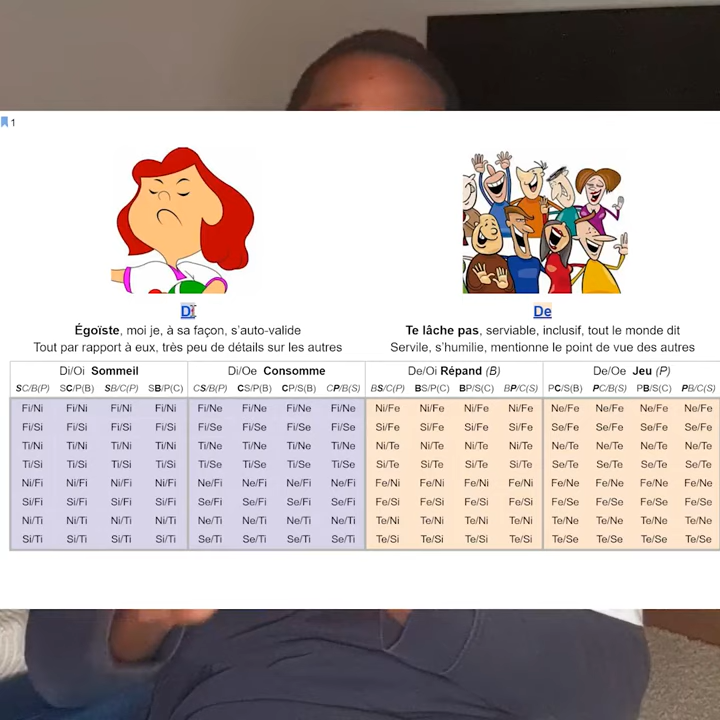 1
Di
De
Égoïste, moi je, à sa façon, s'auto-valide
Te lâche pas, serviable, inclusif, tout le monde dit
Tout par rapport à eux, très peu de détails sur les autres
Servile, s'humilie, mentionne le point de vue des autres
Di/Oi Sommeil Di/Oe Consomme De/Oi Répand (B) De/Oe Jeu (P)
SC/B(P) SC/P(B) SB/C(P) SB/P(C) CS/B(P) CS/P(B) CP/S(B) CP/B(S) BS/C(P) BS/P(C) BP/S(C) BP/C(S) PC/S(B) PC/B(S) PB/S(C) PB/C(S)
Fi/Ni Fi/Ni Fi/Ni Fi/Ni Fi/Ne Fi/Ne Fi/Ne Fi/Ne Ni/Fe Ni/Fe Ni/Fe Ni/Fe Ne/Fe Ne/Fe Ne/Fe Ne/Fe
Fi/Si Fi/Si Fi/Si Fi/Si Fi/Se Fi/Se Fi/Se Fi/Se Si/Fe Si/Fe Si/Fe Si/Fe Se/Fe Se/Fe Se/Fe Se/Fe
Ti/Ni Ti/Ni Ti/Ni Ti/Ni Ti/Ne Ti/Ne Ti/Ne Ti/Ne Ni/Te Ni/Te Ni/Te Ni/Te Ne/Te Ne/Te Ne/Te Ne/Te
Ti/Si Ti/Si Ti/Si Ti/Si Ti/Se Ti/Se Ti/Se Ti/Se Si/Te Si/Te Si/Te Si/Te Se/Te Se/Te Se/Te Se/Te
Ni/Fi Ni/Fi Ni/Fi Ni/Fi Ne/Fi Ne/Fi Ne/Fi Ne/Fi Fe/Ni Fe/Ni Fe/Ni Fe/Ni Fe/Ne Fe/Ne Fe/Ne Fe/Ne
Si/Fi Si/Fi Si/Fi Si/Fi Se/Fi Se/Fi Se/Fi Se/Fi Fe/Si Fe/Si Fe/Si Fe/Si Fe/Se Fe/Se Fe/Se Fe/Se
Ni/Ti Ni/Ti Ni/Ti Ni/Ti Ne/Ti Ne/Ti Ne/Ti Ne/Ti Te/Ni Te/Ni Te/Ni Te/Ni Te/Ne Te/Ne Te/Ne Te/Ne
Si/Ti Si/Ti Si/Ti Si/Ti Se/Ti Se/Ti Se/Ti Se/Ti Te/Si Te/Si Te/Si Te/Si Te/Se Te/Se Te/Se Te/Se